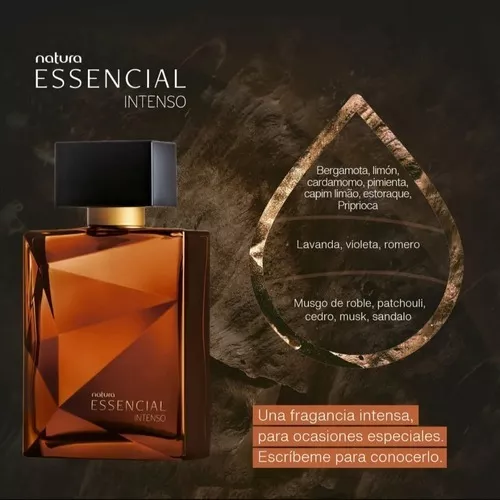 natura
ESSENCIAL
INTENSO
Bergamota, limón,
cardamomo, pimienta,
capim limão, estoraque,
Priprioca
Lavanda, violeta, romero
Musgo de roble, patchouli,
cedro, musk, sandalo
natura
ESSENCIAL
INTENSO
Una fragancia intensa,
para ocasiones especiales.
Escríbeme para conocerlo.